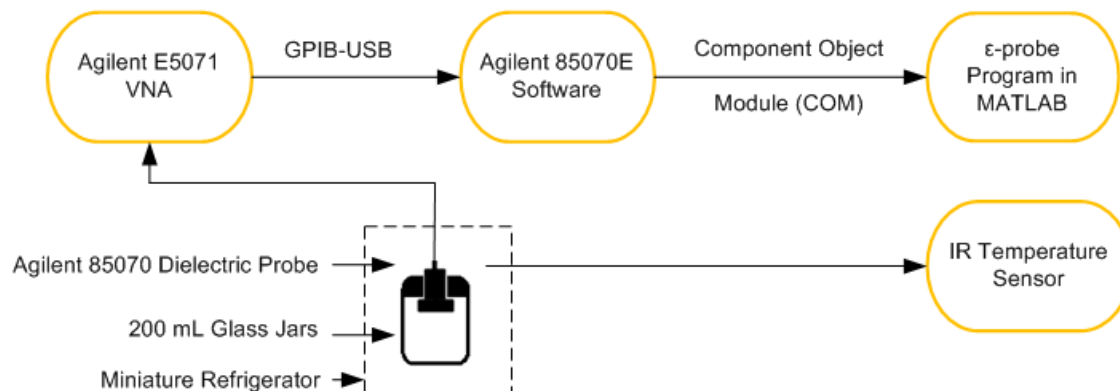 Agilent E5071
VNA
GPIB-USB
Agilent 85070E
Software
Component Object
Module (COM)
ε-probe
Program in
MATLAB
Agilent 85070 Dielectric Probe
200 mL Glass Jars
Miniature Refrigerator
IR Temperature
Sensor